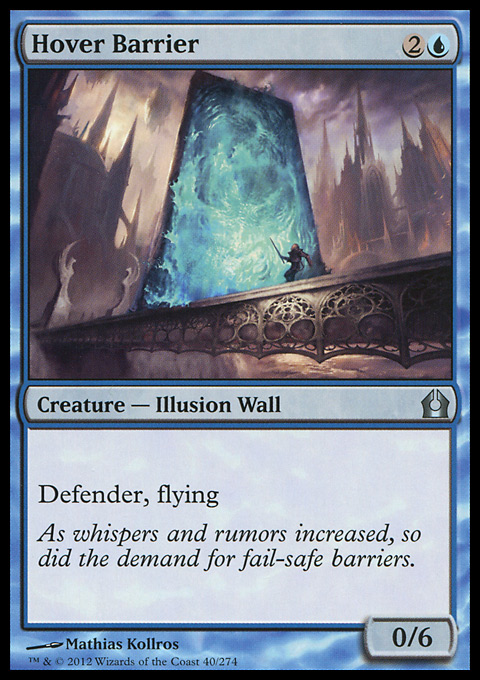 Hover Barrier 2
Creature — Illusion Wall
Defender, flying
As whispers and rumors increased, so
did the demand for fail-safe barriers.
0/6
Mathias Kollros
™ & © 2012 Wizards of the Coast 40/274